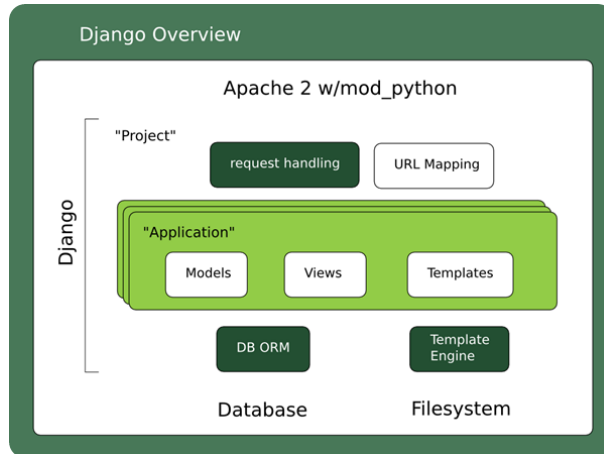 Django Overview
Apache 2 w/mod_python
"Project"
request handling
URL Mapping
Django
"Application"
Models
Views
Templates
DB ORM
Template
Engine
Database
Filesystem